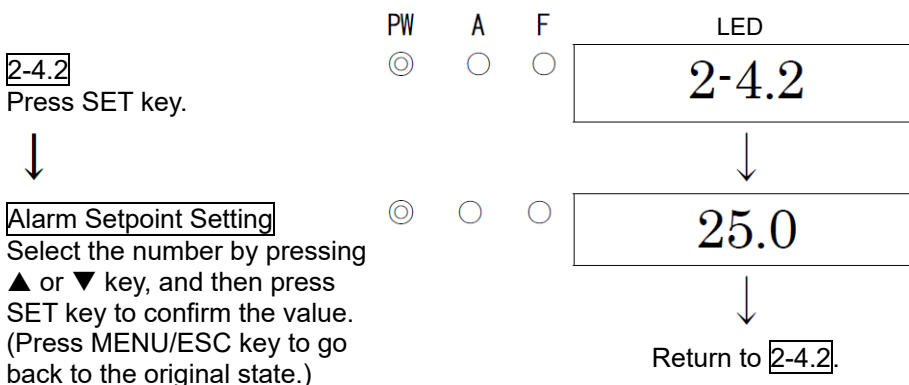 PW A F LED
2-4.2
Press SET key.
◎ ○ ○ 2-4.2
↓ ↓
Alarm Setpoint Setting
Select the number by pressing
▲ or ▼ key, and then press
SET key to confirm the value.
(Press MENU/ESC key to go
back to the original state.)
◎ ○ ○ 25.0
↓
Return to 2-4.2.